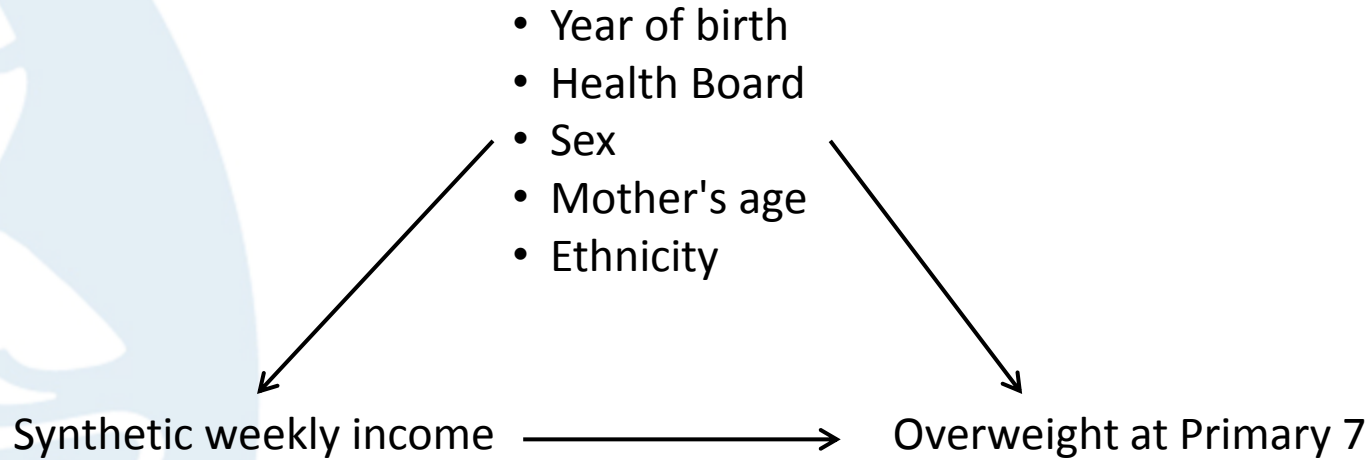 • Year of birth
• Health Board
• Sex
• Mother's age
• Ethnicity
Synthetic weekly income
Overweight at Primary 7